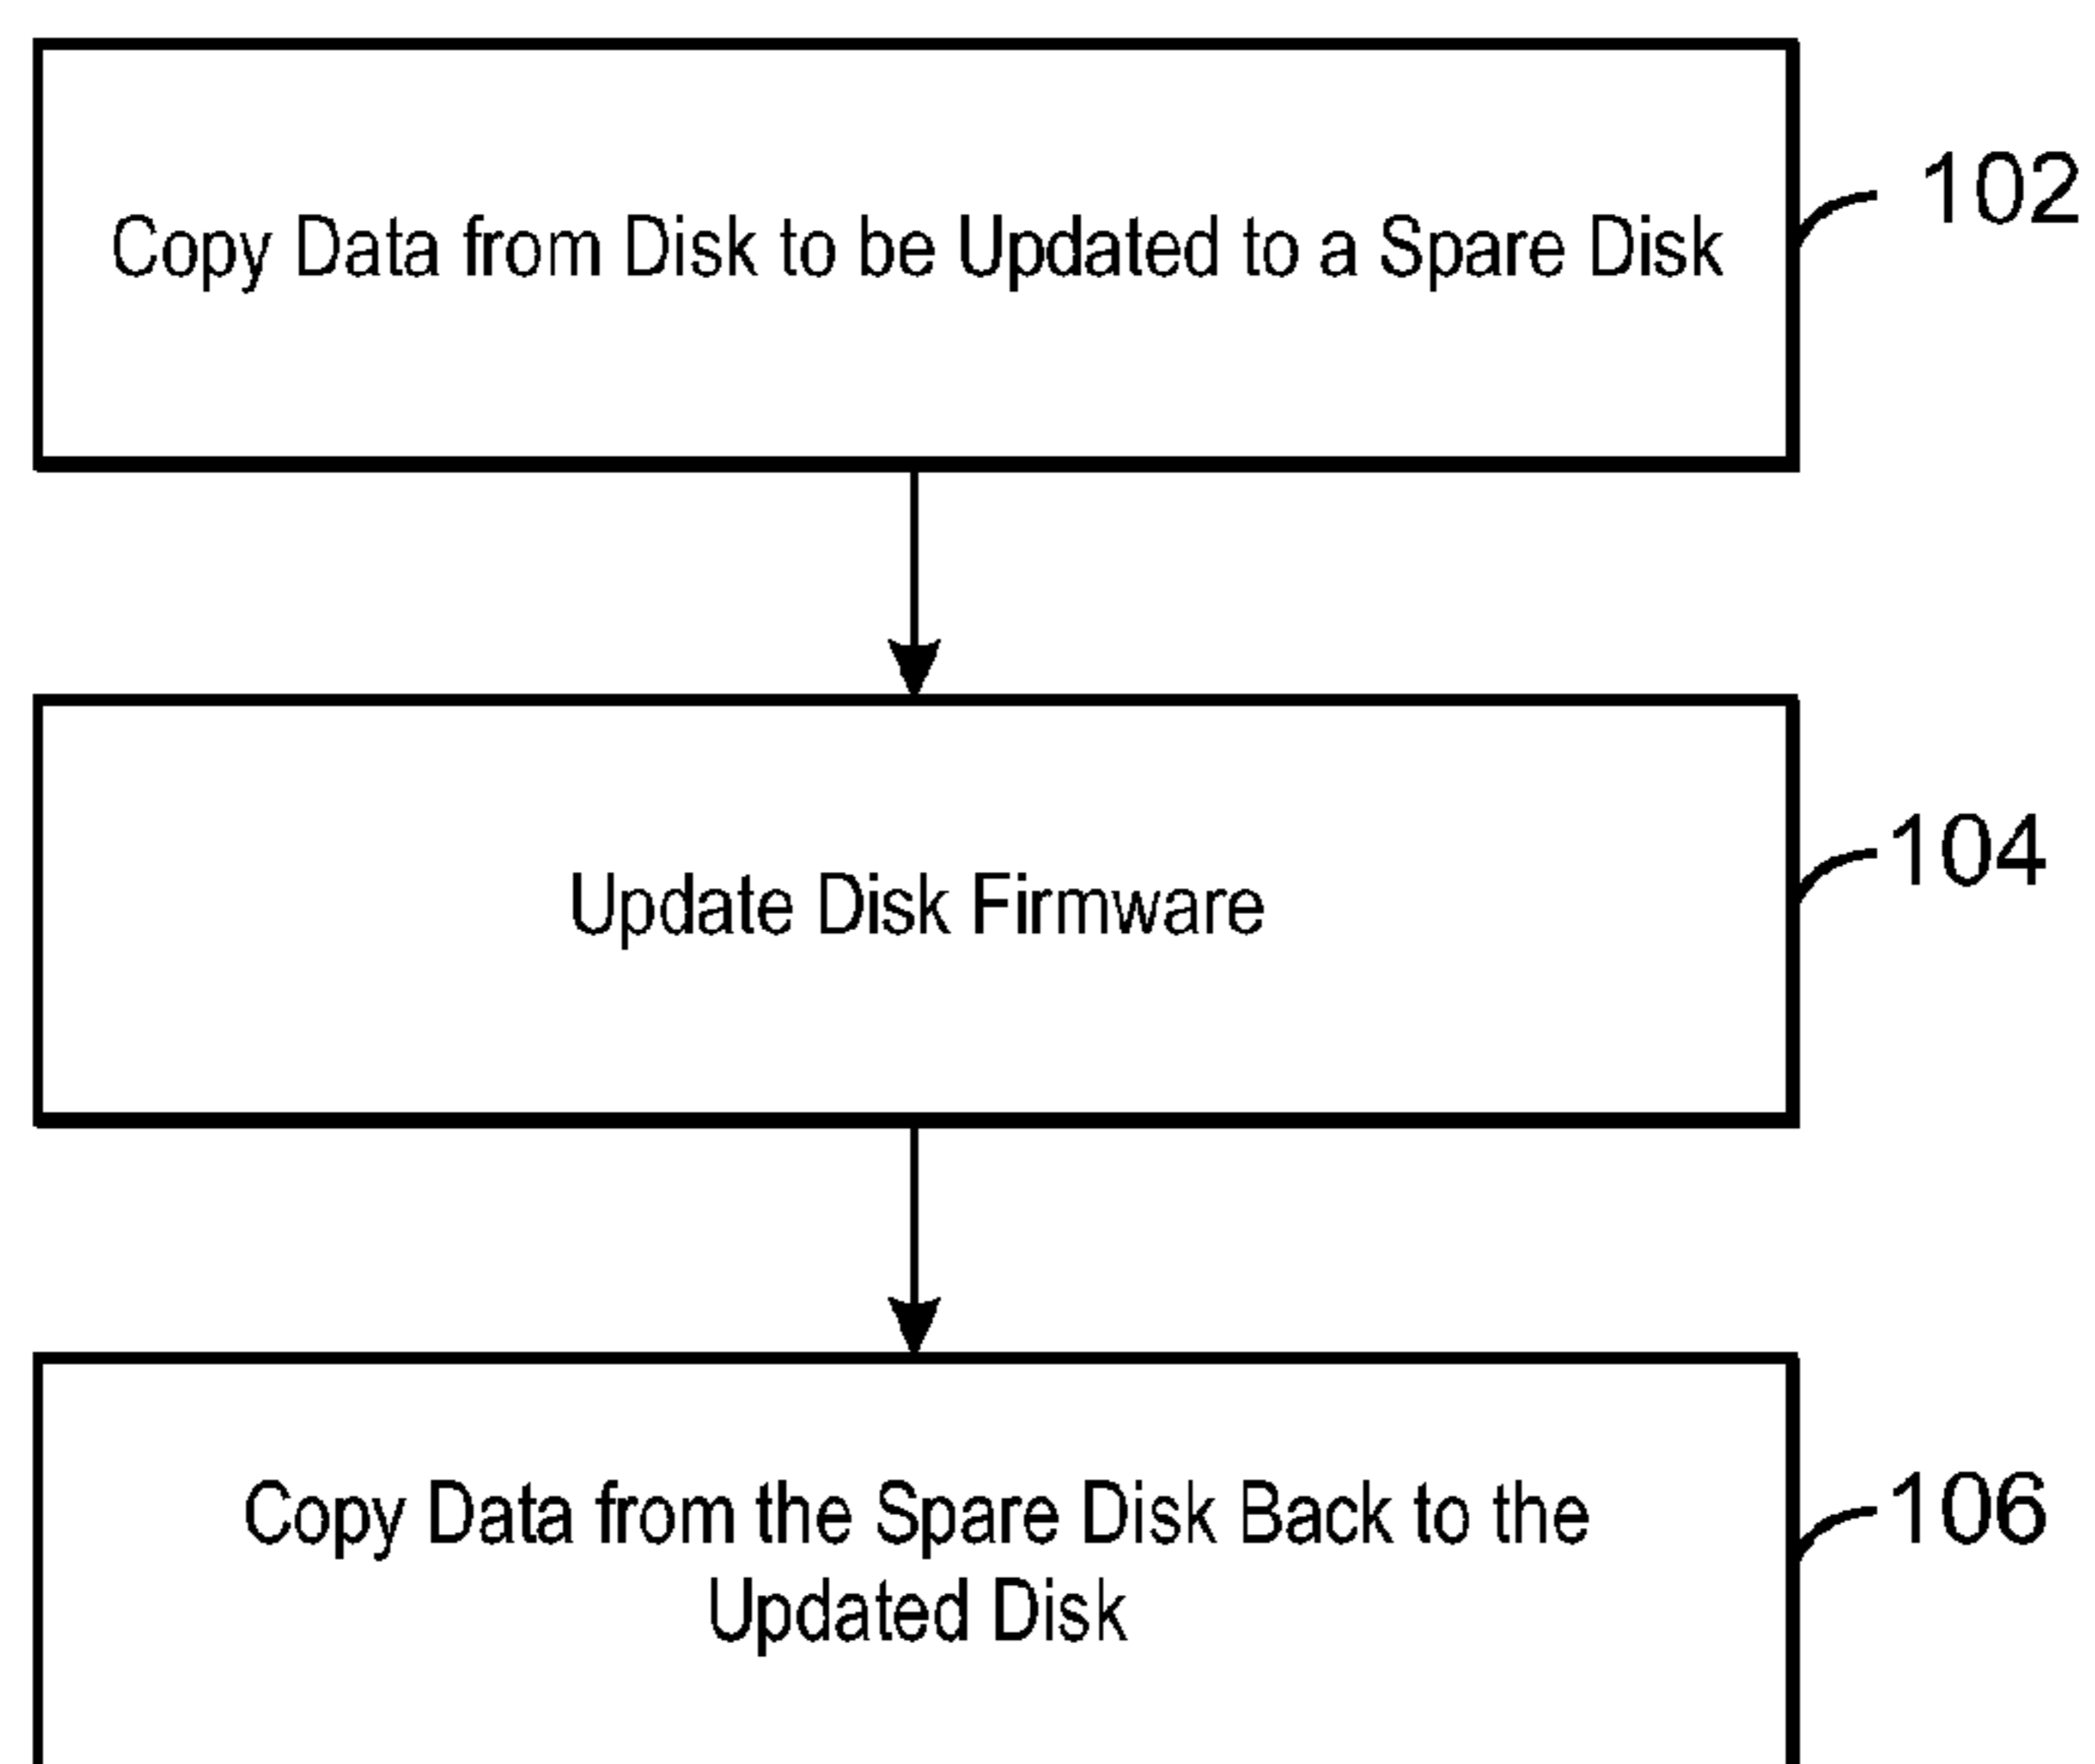 Copy Data from Disk to be Updated to a Spare Disk
102
Update Disk Firmware
104
Copy Data from the Spare Disk Back to the
Updated Disk
106